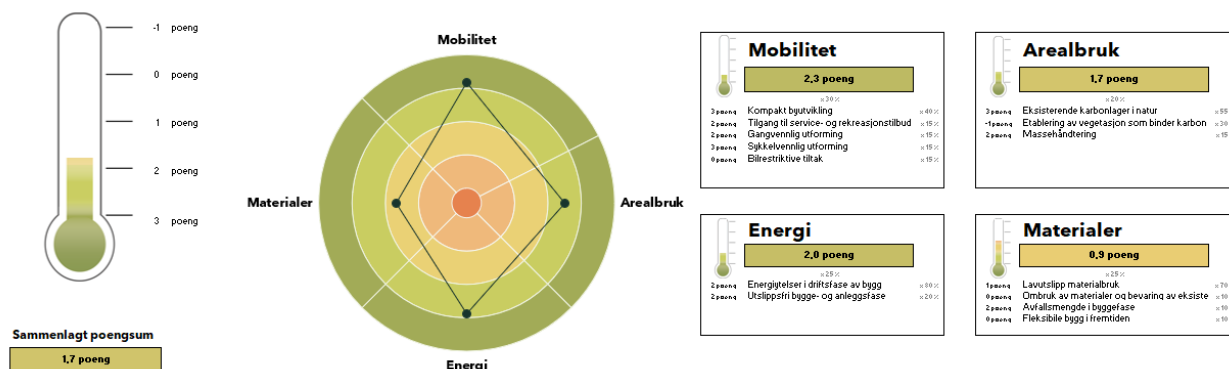 -1 poeng
0 poeng
1 poeng
2 poeng
3 poeng
Sammenlagt poengsum
1,7 poeng
Mobilitet
Materialer
Arealbruk
Energi
Mobilitet
2,3 poeng
x30%
3 poeng Kompakt byutvikling x40%
2 poeng Tilgang til service- og rekreasjonstilbud x15%
2 poeng Gangvennlig utforming x15%
3 poeng Sykkelvennlig utforming x15%
0 poeng Bilrestriktive tiltak x15%
Arealbruk
1,7 poeng
x20%
3 poeng Eksisterende karbonlager i natur x55
-1 poeng Etablering av vegetasjon som binder karbon x30
2 poeng Massehåndtering x15
Energi
2,0 poeng
x25%
2 poeng Energiytelser i driftsfase av bygg x80%
2 poeng Utslippsfri bygge- og anleggsfase x20%
Materialer
0,9 poeng
x25%
1 poeng Lavutslipp materialbruk x70
0 poeng Ombruk av materialer og bevaring av eksiste x10
2 poeng Avfallsmengde i byggefase x10
0 poeng Fleksibile bygg i fremtiden x10